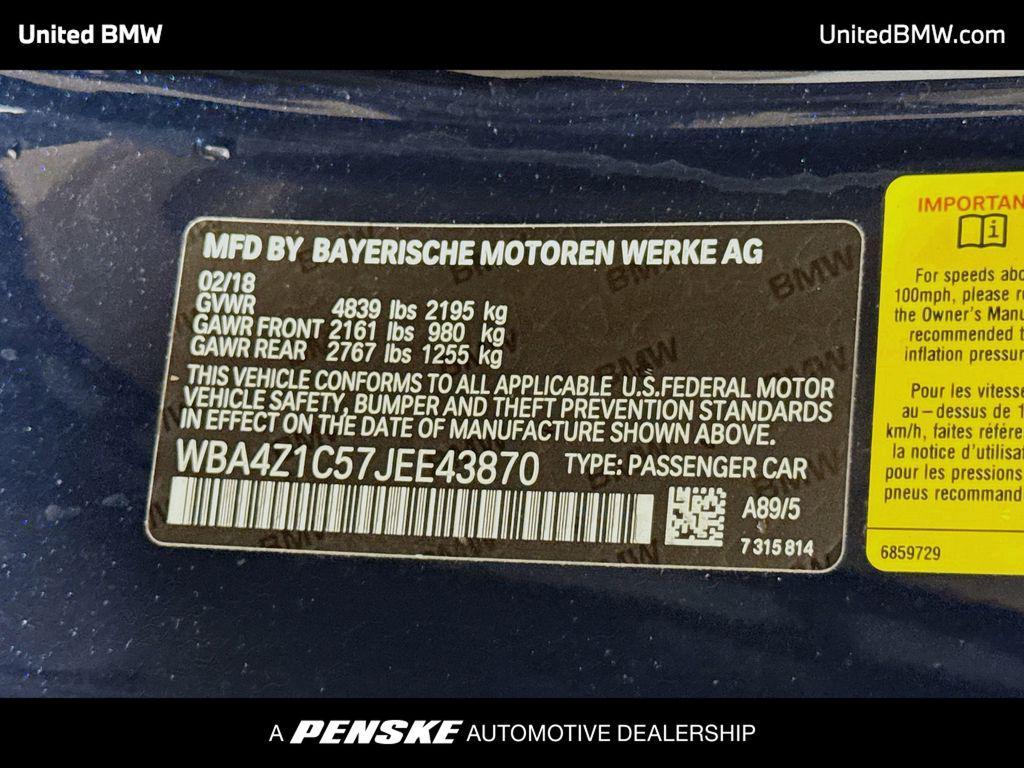 United BMW
UnitedBMW.com
MFD BY BAYERISCHE MOTOREN WERKE AG
02/18
GVWR 4839 lbs 2195 kg
GAWR FRONT 2161 lbs 980 kg
GAWR REAR 2767 lbs 1255 kg
THIS VEHICLE CONFORMS TO ALL APPLICABLE U.S.FEDERAL MOTOR
VEHICLE SAFETY, BUMPER AND THEFT PREVENTION STANDARDS
IN EFFECT ON THE DATE OF MANUFACTURE SHOWN ABOVE.
WBA4Z1C57JEE43870 TYPE: PASSENGER CAR
A89/5
7 315 814
IMPORTAN
For speeds abo
100mph, please r
the Owner's Manu
recommended t
inflation pressur
Pour les vitesse
au-dessus de 1
km/h, faites référe
la notice d'utilisat
pour les pressions
pneus recommand
6859729
A PENSKE AUTOMOTIVE DEALERSHIP